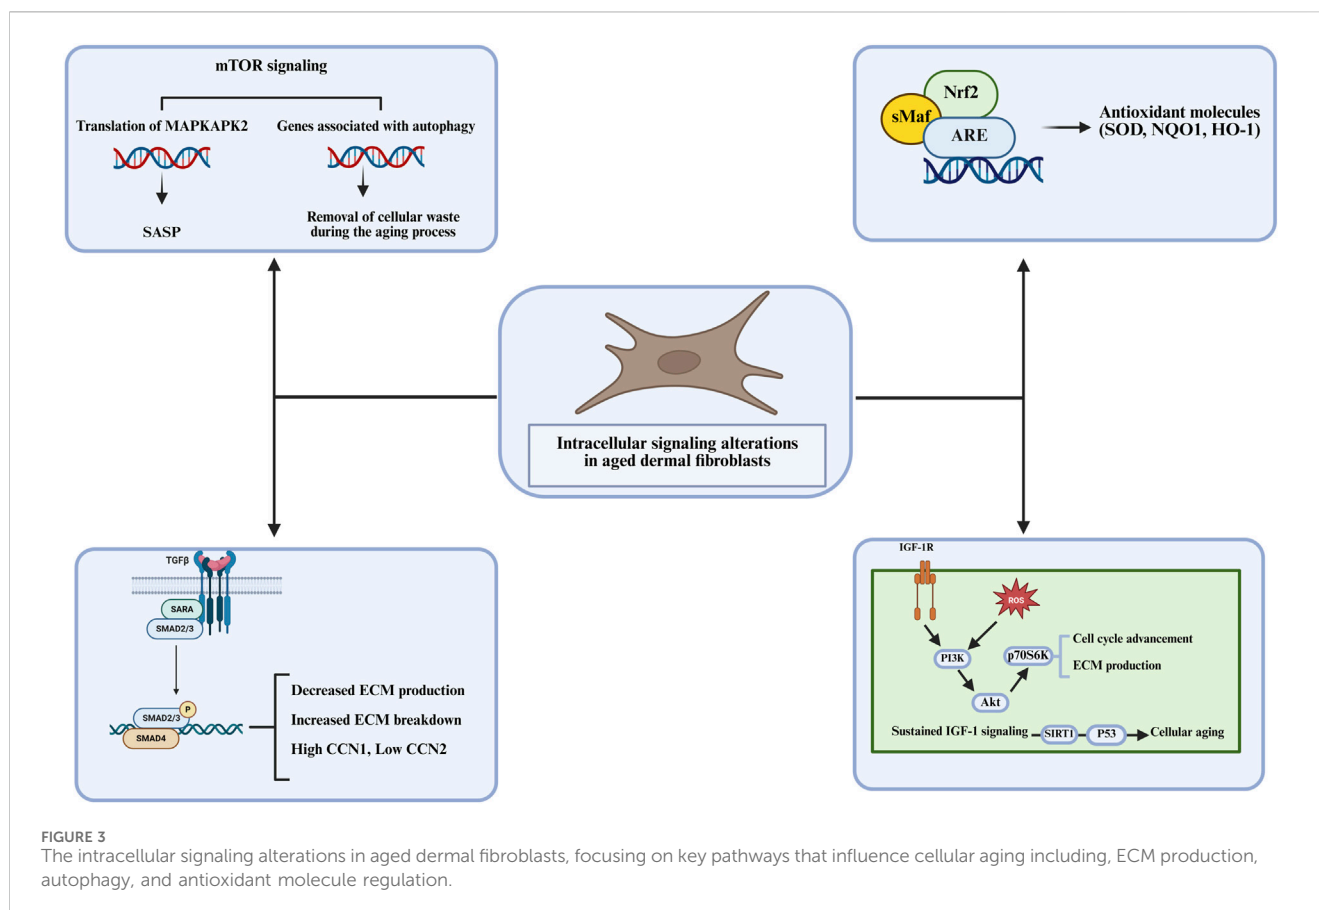 mTOR signaling
Translation of MAPKAPK2
Genes associated with autophagy
SASP
Removal of cellular waste
during the aging process
Nrf2
sMaf
ARE
Antioxidant molecules
(SOD, NQO1, HO-1)
Intracellular signaling alterations
in aged dermal fibroblasts
TGFβ
SARA
SMAD2/3
P
SMAD2/3
SMAD4
Decreased ECM production
Increased ECM breakdown
High CCN1, Low CCN2
IGF-1R
ROS
PI3K
p70S6K
Akt
Cell cycle advancement
ECM production
Sustained IGF-1 signaling
SIRT1
P53
Cellular aging
FIGURE 3
The intracellular signaling alterations in aged dermal fibroblasts, focusing on key pathways that influence cellular aging including, ECM production,
autophagy, and antioxidant molecule regulation.